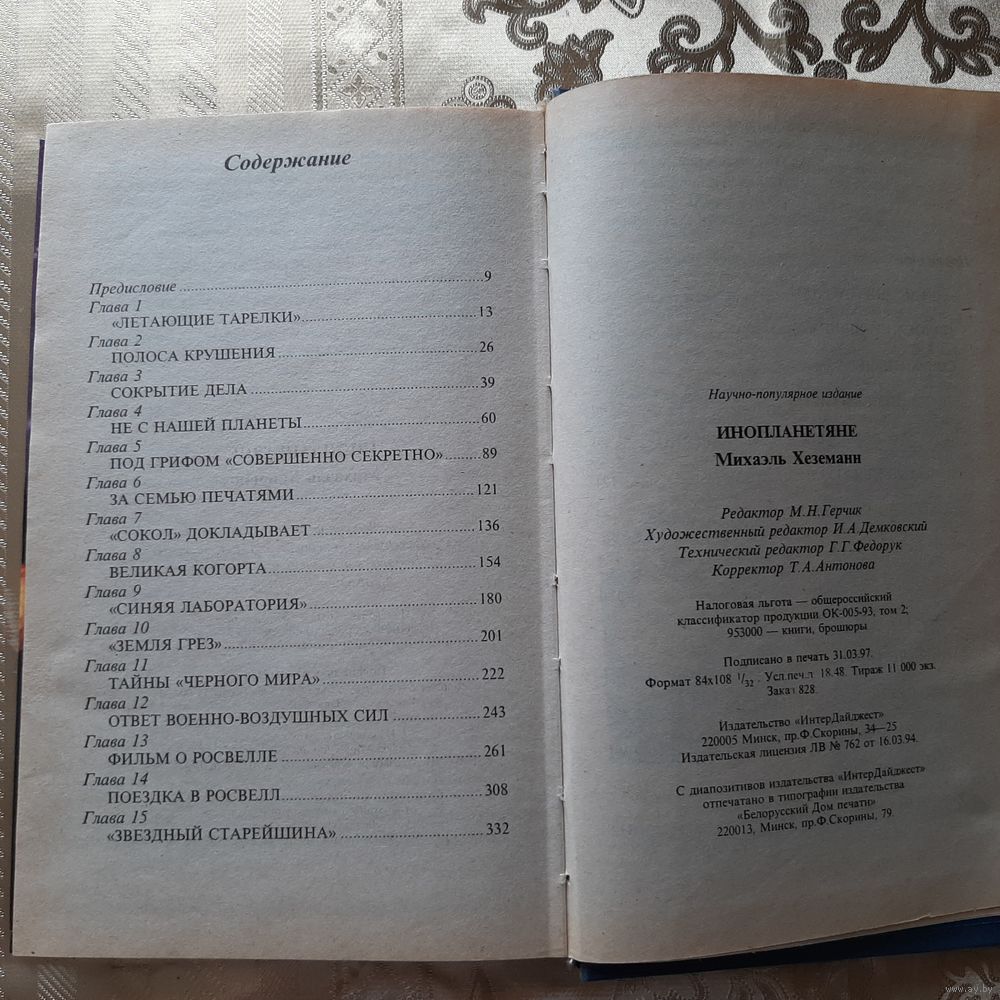 Содержание
Предисловие 9
Глава 1
«ЛЕТАЮЩИЕ ТАРЕЛКИ» 13
Глава 2
ПОЛОСА КРУШЕНИЯ 26
Глава 3
СОКРЫТИЕ ДЕЛА 39
Глава 4
НЕ С НАШЕЙ ПЛАНЕТЫ 60
Глава 5
ПОД ГРИФОМ «СОВЕРШЕННО СЕКРЕТНО» 89
Глава 6
ЗА СЕМЬЮ ПЕЧАТЯМИ 121
Глава 7
«СОКОЛ» ДОКЛАДЫВАЕТ 136
Глава 8
ВЕЛИКАЯ КОГОРТА 154
Глава 9
«СИНЯЯ ЛАБОРАТОРИЯ» 180
Глава 10
«ЗЕМЛЯ ГРЕЗ» 201
Глава 11
ТАЙНЫ «ЧЕРНОГО МИРА» 222
Глава 12
ОТВЕТ ВОЕННО-ВОЗДУШНЫХ СИЛ 243
Глава 13
ФИЛЬМ О РОСВЕЛЛЕ 261
Глава 14
ПОЕЗДКА В РОСВЕЛЛ 308
Глава 15
«ЗВЕЗДНЫЙ СТАРЕЙШИНА» 332
Научно-популярное издание
ИНОПЛАНЕТЯНЕ
Михаэль Хеземанн
Редактор М.Н.Герчик
Художественный редактор И.А.Демковский
Технический редактор Г.Г.Федорук
Корректор Т.А.Антонова
Налоговая льгота — общероссийский
классификатор продукции ОК-005-93, том 2;
953000 — книги, брошюры
Подписано в печать 31.03.97.
Формат 84х108 1/32. Усл.печ.л. 18.48. Тираж 11 000 экз.
Заказ 828.
Издательство «ИнтерДайджест»
220005 Минск, пр.Ф.Скорины, 34—25
Издательская лицензия ЛВ № 762 от 16.03.94.
С диапозитивов издательства «ИнтерДайджест»
отпечатано в типографии издательства
«Белорусский Дом печати»
220013, Минск, пр.Ф.Скорины, 79.
www.ay.by